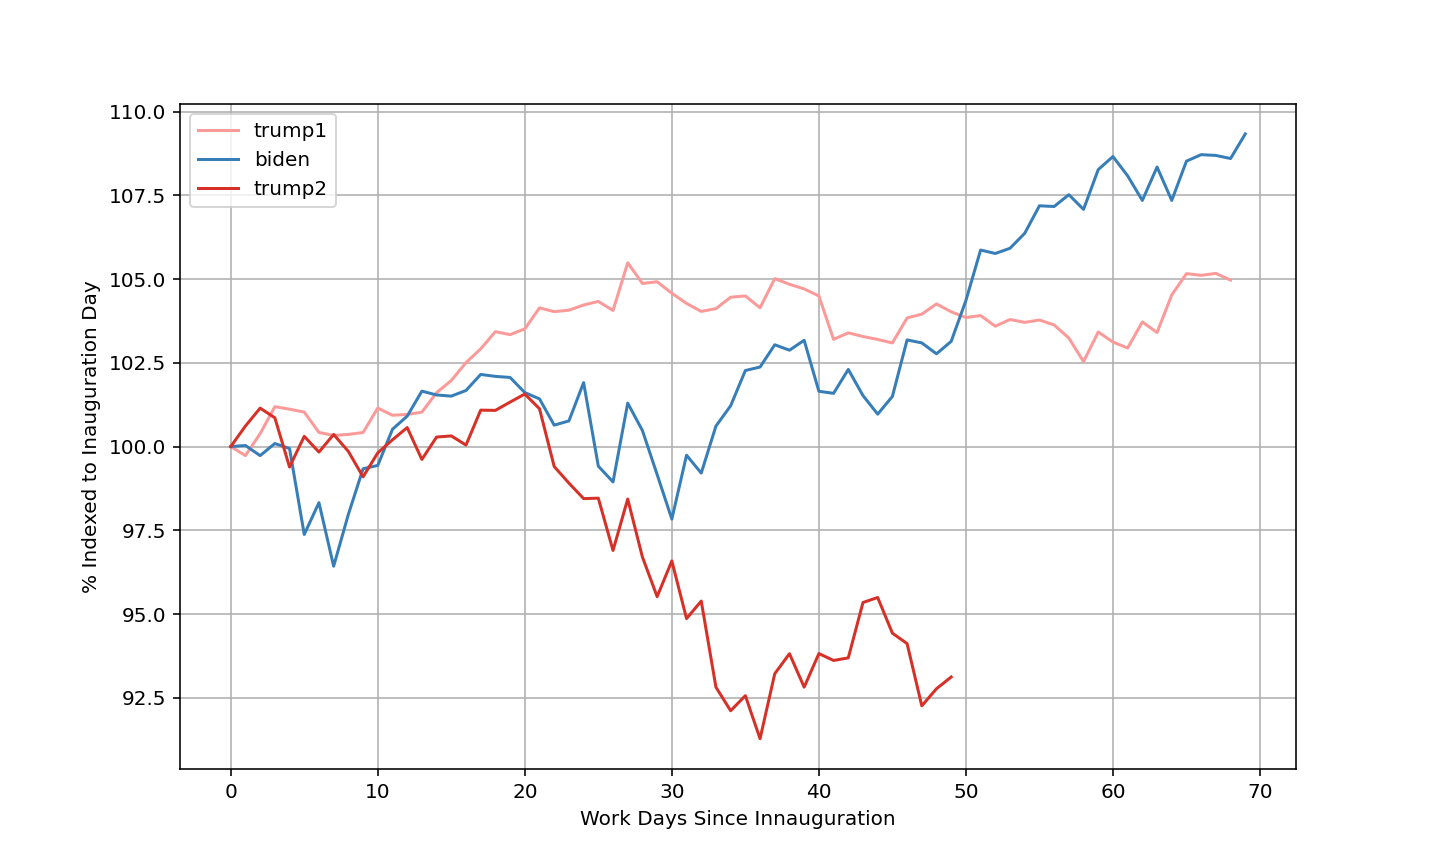 trump1
biden
trump2
110.0
107.5
105.0
102.5
100.0
97.5
95.0
92.5
% Indexed to Inauguration Day
0 10 20 30 40 50 60 70
Work Days Since Innauguration